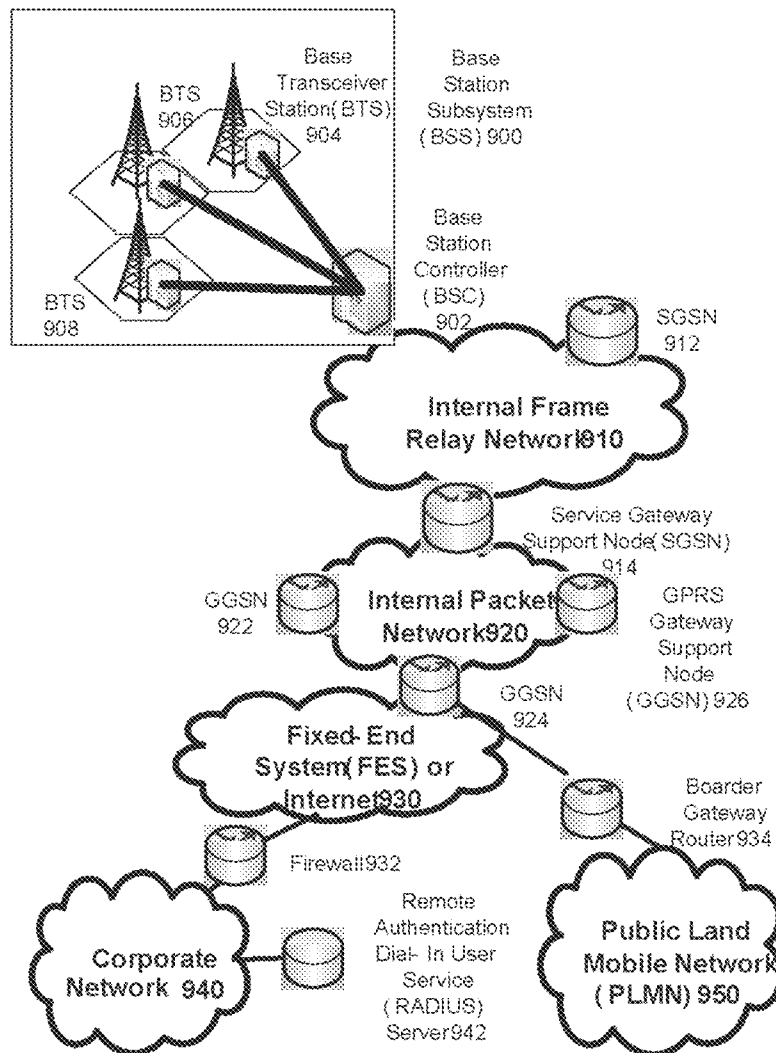 Base
Transceiver
Station(BTS)
904
BTS
906
Base
Station
Subsystem
(BSS) 900
Base
Station
Controller
(BSC)
902
BTS
908
SGSN
912
Internal Frame
Relay Networl910
Service Gateway
Support Node(SGSN)
914
GGSN
922
Internal Packet
Network920
GPRS
Gateway
Support
Node
(GGSN) 926
GGSN
924
Fixed-End
System(FES) or
Internet930
Boarder
Gateway
Router934
Firewall932
Corporate
Network 940
Remote
Authentication
Dial-In User
Service
(RADIUS)
Server942
Public Land
Mobile Network
(PLMN) 950